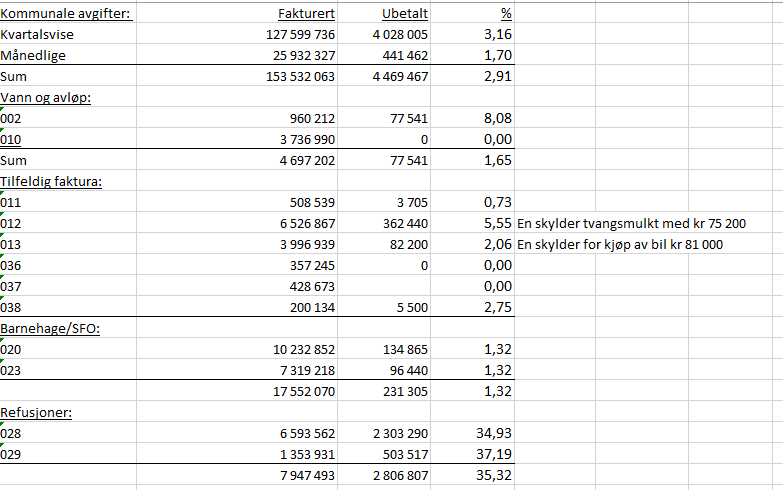 Kommunale avgifter: Fakturert Ubetalt %
Kvartalsvise 127 599 736 4 028 005 3,16
Månedlige 25 932 327 441 462 1,70
Sum 153 532 063 4 469 467 2,91
Vann og avløp:
002 960 212 77 541 8,08
010 3 736 990 0 0,00
Sum 4 697 202 77 541 1,65
Tilfeldig faktura:
011 508 539 3 705 0,73
012 6 526 867 362 440 5,55 En skylder tvangsmulkt med kr 75 200
013 3 996 939 82 200 2,06 En skylder for kjøp av bil kr 81 000
036 357 245 0 0,00
037 428 673 0,00
038 200 134 5 500 2,75
Barnehage/SFO:
020 10 232 852 134 865 1,32
023 7 319 218 96 440 1,32
17 552 070 231 305 1,32
Refusjoner:
028 6 593 562 2 303 290 34,93
029 1 353 931 503 517 37,19
7 947 493 2 806 807 35,32